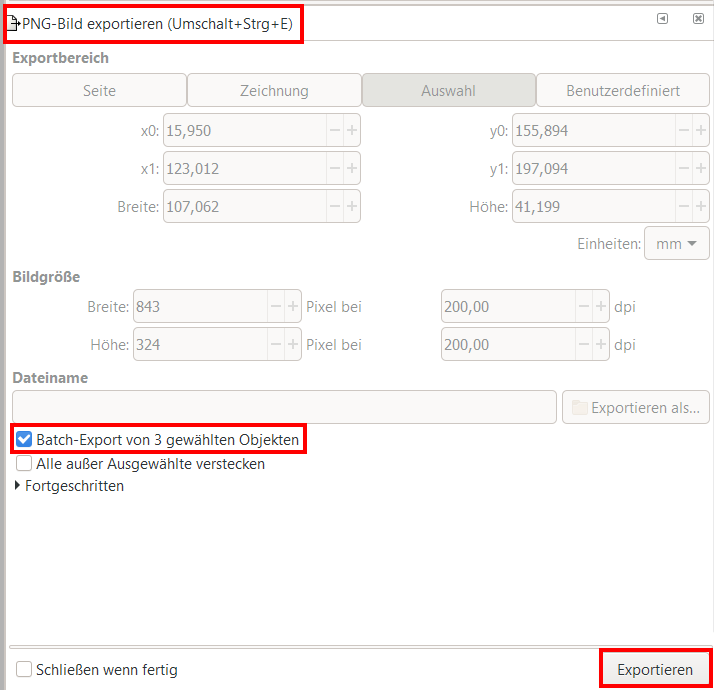 PNG-Bild exportieren (Umschalt+Strg+E)
Exportbereich
Seite Zeichnung Auswahl Benutzerdefiniert
x0: 15,950 y0: 155,894
x1: 123,012 y1: 197,094
Breite: 107,062 Höhe: 41,199
Einheiten: mm
Bildgröße
Breite: 843 Pixel bei 200,00 dpi
Höhe: 324 Pixel bei 200,00 dpi
Dateiname
Exportieren als...
Batch-Export von 3 gewählten Objekten
Alle außer Ausgewählte verstecken
Fortgeschritten
Schließen wenn fertig Exportieren